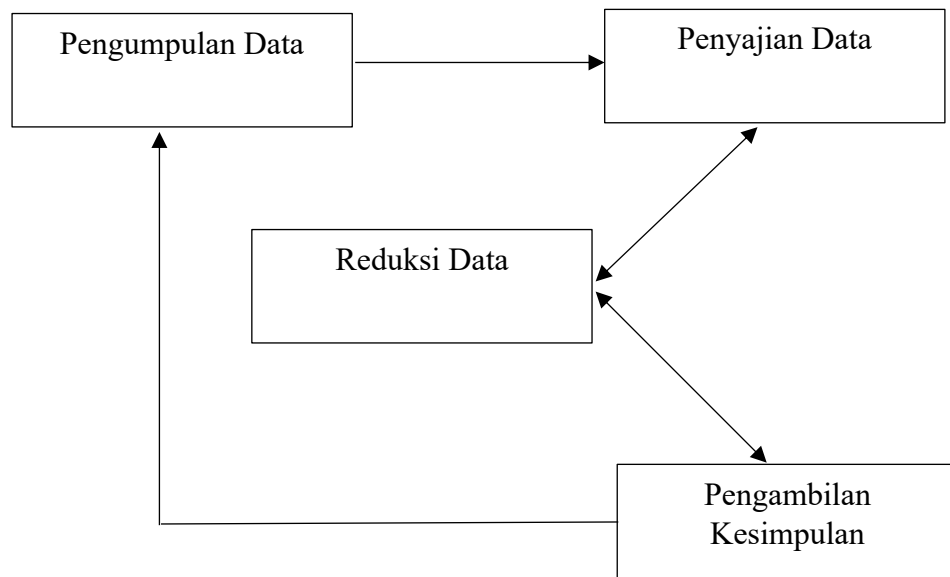 Pengumpulan Data
Penyajian Data
Reduksi Data
Pengambilan
Kesimpulan